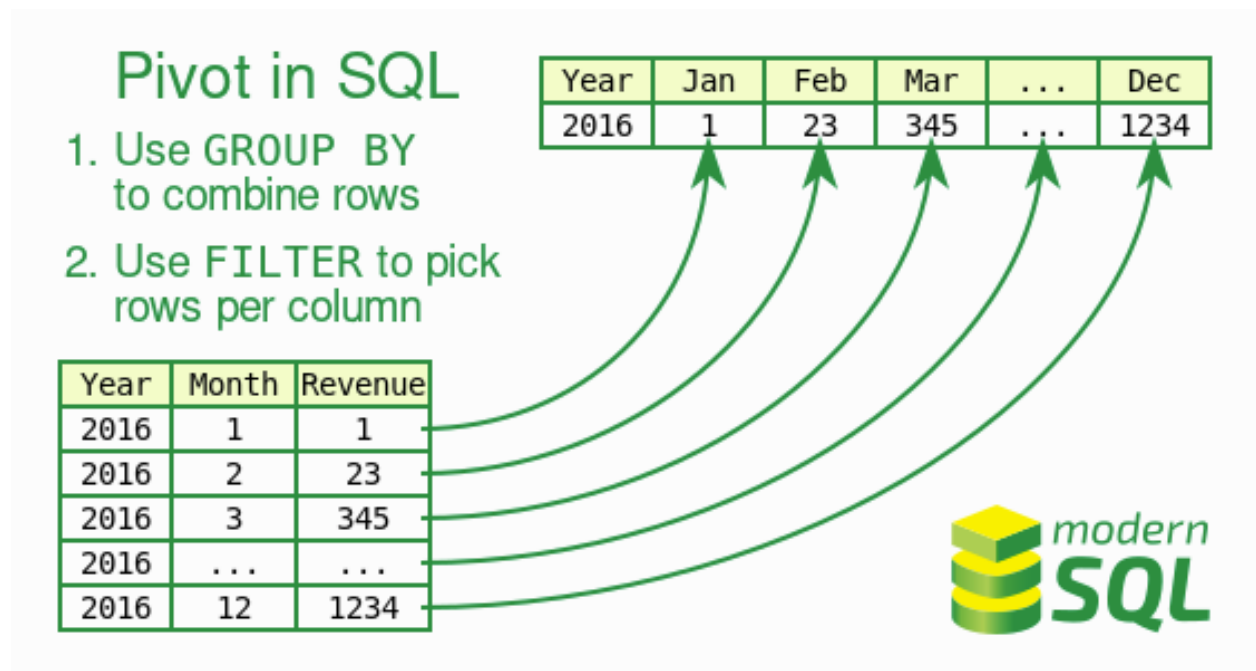 Pivot in SQL
1. Use GROUP BY
to combine rows
2. Use FILTER to pick
rows per column
Year Jan Feb Mar ... Dec
2016 1 23 345 ... 1234
Year Month Revenue
2016 1 1
2016 2 23
2016 3 345
2016 ... ...
2016 12 1234
modern
SQL